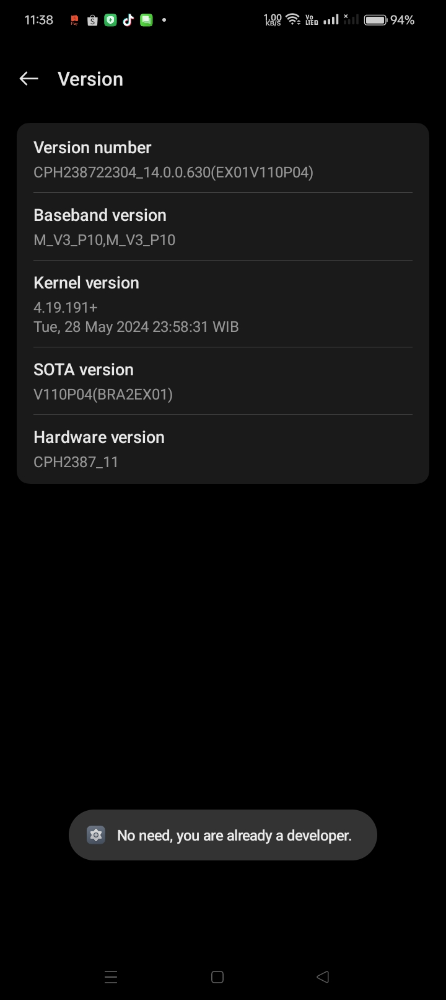 11:38
Pay
S
1.00 KB/S
Vo LTE
94%
Version
Version number
CPH238722304_14.0.0.630(EX01V110P04)
Baseband version
M_V3_P10,M_V3_P10
Kernel version
4.19.191+
Tue, 28 May 2024 23:58:31 WIB
SOTA version
V110P04(BRA2EX01)
Hardware version
CPH2387_11
No need, you are already a developer.